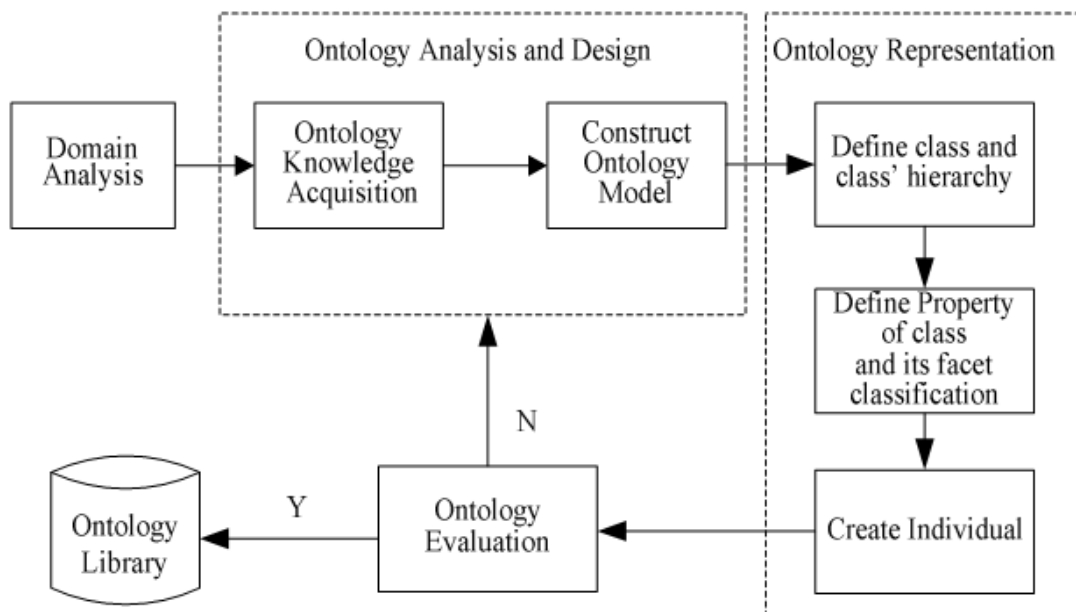 Ontology Analysis and Design
Ontology Representation
Domain
Analysis
Ontology
Knowledge
Acquisition
Construct
Ontology
Model
Define class and
class’ hierarchy
Define Property
of class
and its facet
classification
N
Y
Ontology
Library
Ontology
Evaluation
Create Individual